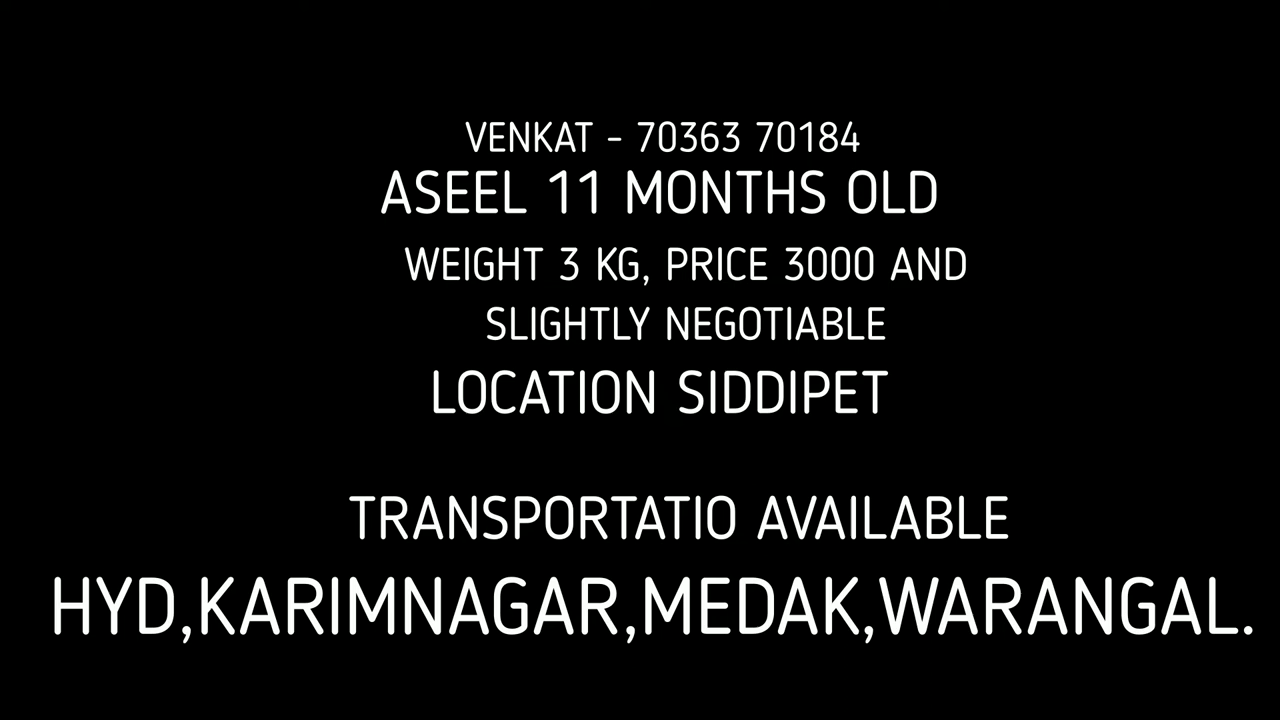 VENKAT - 70363 70184
ASEEL 11 MONTHS OLD
WEIGHT 3 KG, PRICE 3000 AND
SLIGHTLY NEGOTIABLE
LOCATION SIDDIPET
TRANSPORTATIO AVAILABLE
HYD,KARIMNAGAR,MEDAK,WARANGAL.